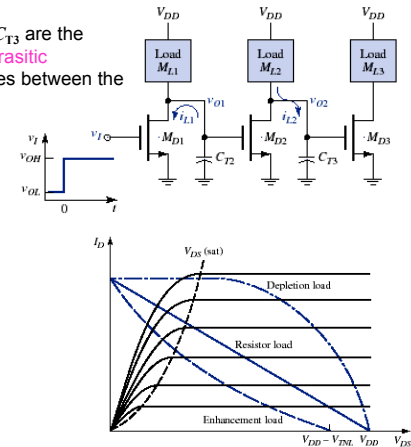 C_T3 are the
rasitic
es between the
V_DD V_DD V_DD
Load M_L1
Load M_L2
Load M_L3
v_O1
v_O2
i_L1
i_L2
v_I
M_D1
M_D2
M_D3
C_T2
C_T3
v_I
v_OH
v_OL
0
t
I_D
V_DS (sat)
Depletion load
Resistor load
Enhancement load
V_DD − V_TNL V_DD V_DS